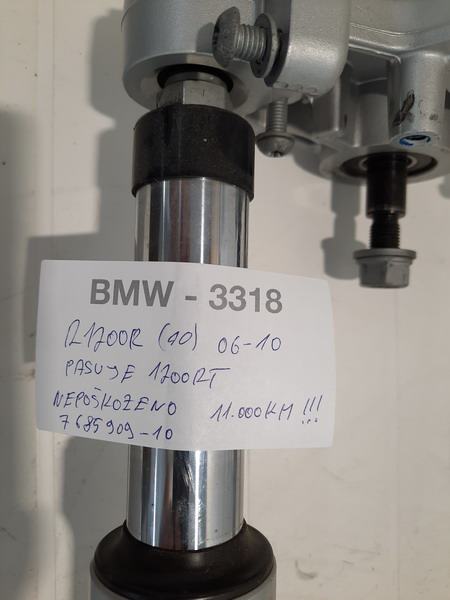 BMW - 3318
R1200R (10) 06-10
PASUJE 1200RT
NEPOŠKOZENO 11.000KM !!!
7685909-10